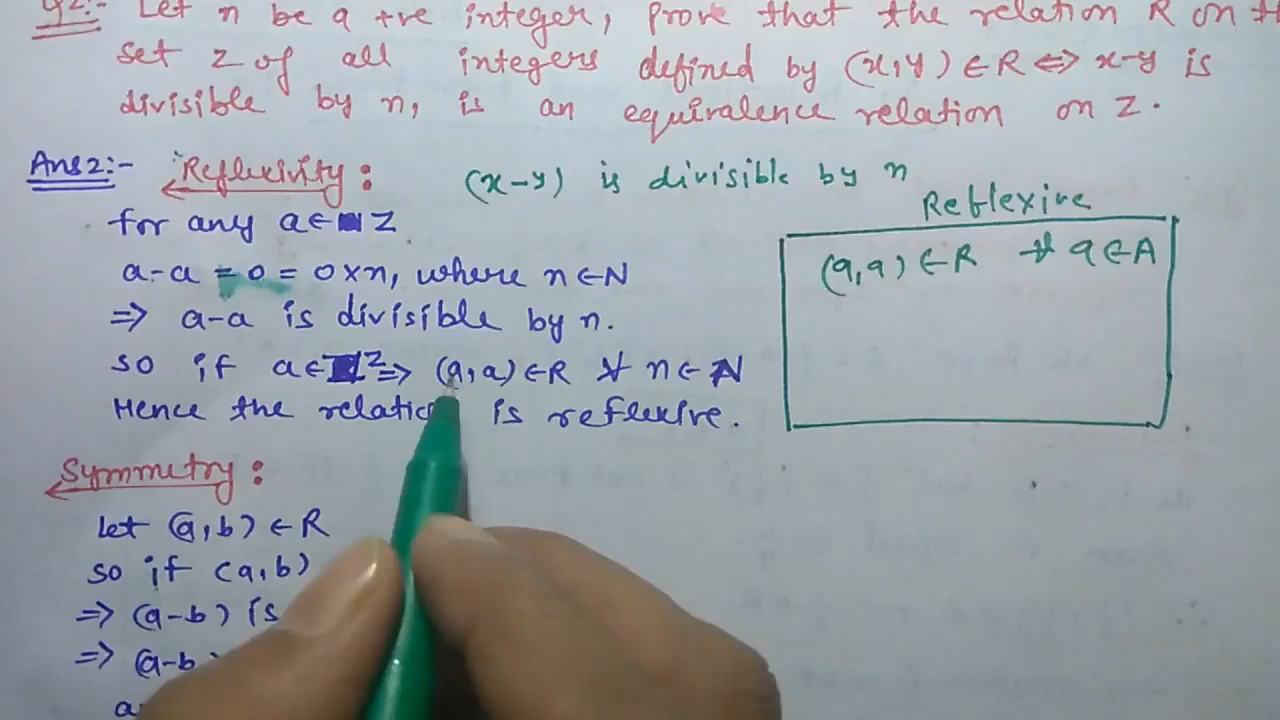 Q2:- Let n be a +ve integer, prove that the relation R on
set Z of all integers defined by (x,y) ∈ R ⇔ x-y is
divisible by n, is an equivalence relation on Z.
Ans2:- Reflexivity: (x-y) is divisible by n
for any a ∈ Z
a-a = 0 = 0×n, where n ∈ N
⇒ a-a is divisible by n.
so if a ∈ Z ⇒ (a,a) ∈ R ∀ n ∈ N
Hence the relatio is reflexive.
Reflexive
(a,a) ∈ R ∀ a ∈ A
Symmetry:
Let (a,b) ∈ R
so if (a,b)
⇒ (a-b) is
⇒ (a-b